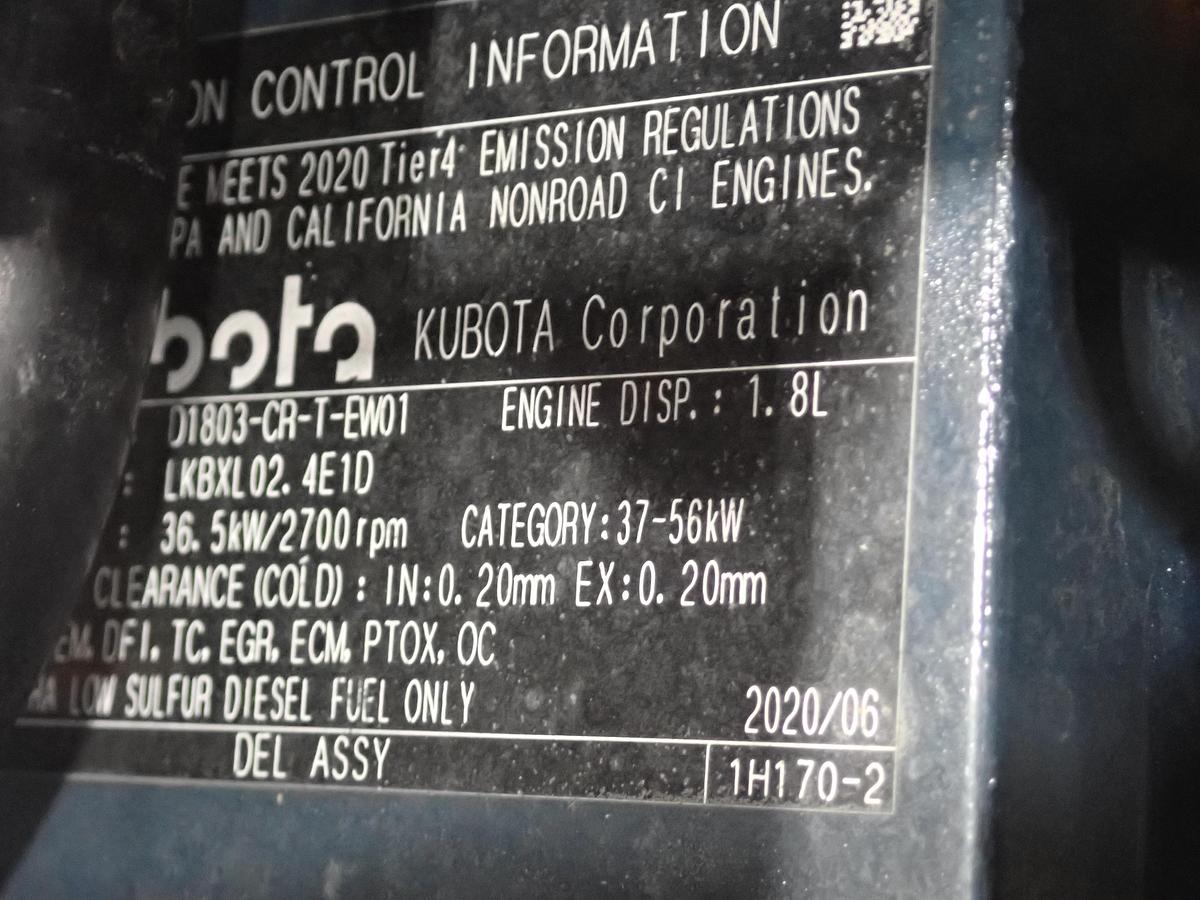 ON CONTROL INFORMATION
E MEETS 2020 Tier4 EMISSION REGULATIONS
PA AND CALIFORNIA NONROAD CI ENGINES.
bota KUBOTA Corporation
D1803-CR-T-EW01 ENGINE DISP.: 1.8L
: LKBXL02.4E1D
: 36.5kW/2700rpm CATEGORY:37-56kW
CLEARANCE (COLD) : IN:0.20mm EX:0.20mm
EM, DFI, TC, EGR, ECM, PTOX, OC
LOW SULFUR DIESEL FUEL ONLY 2020/06
DEL ASSY 1H170-2